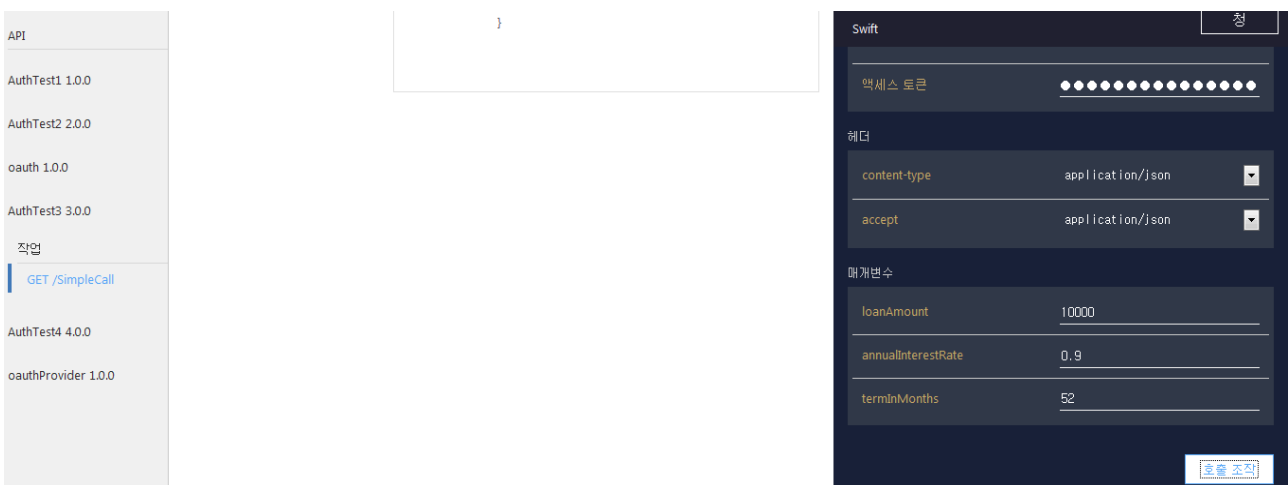 API
AuthTest1 1.0.0
AuthTest2 2.0.0
oauth 1.0.0
AuthTest3 3.0.0
작업
GET /SimpleCall
AuthTest4 4.0.0
oauthProvider 1.0.0
}
Swift
청
액세스 토큰 ●●●●●●●●●●●●●●●
헤더
content-type application/json
accept application/json
매개변수
loanAmount 10000
annualInterestRate 0.9
termInMonths 52
호출 조작